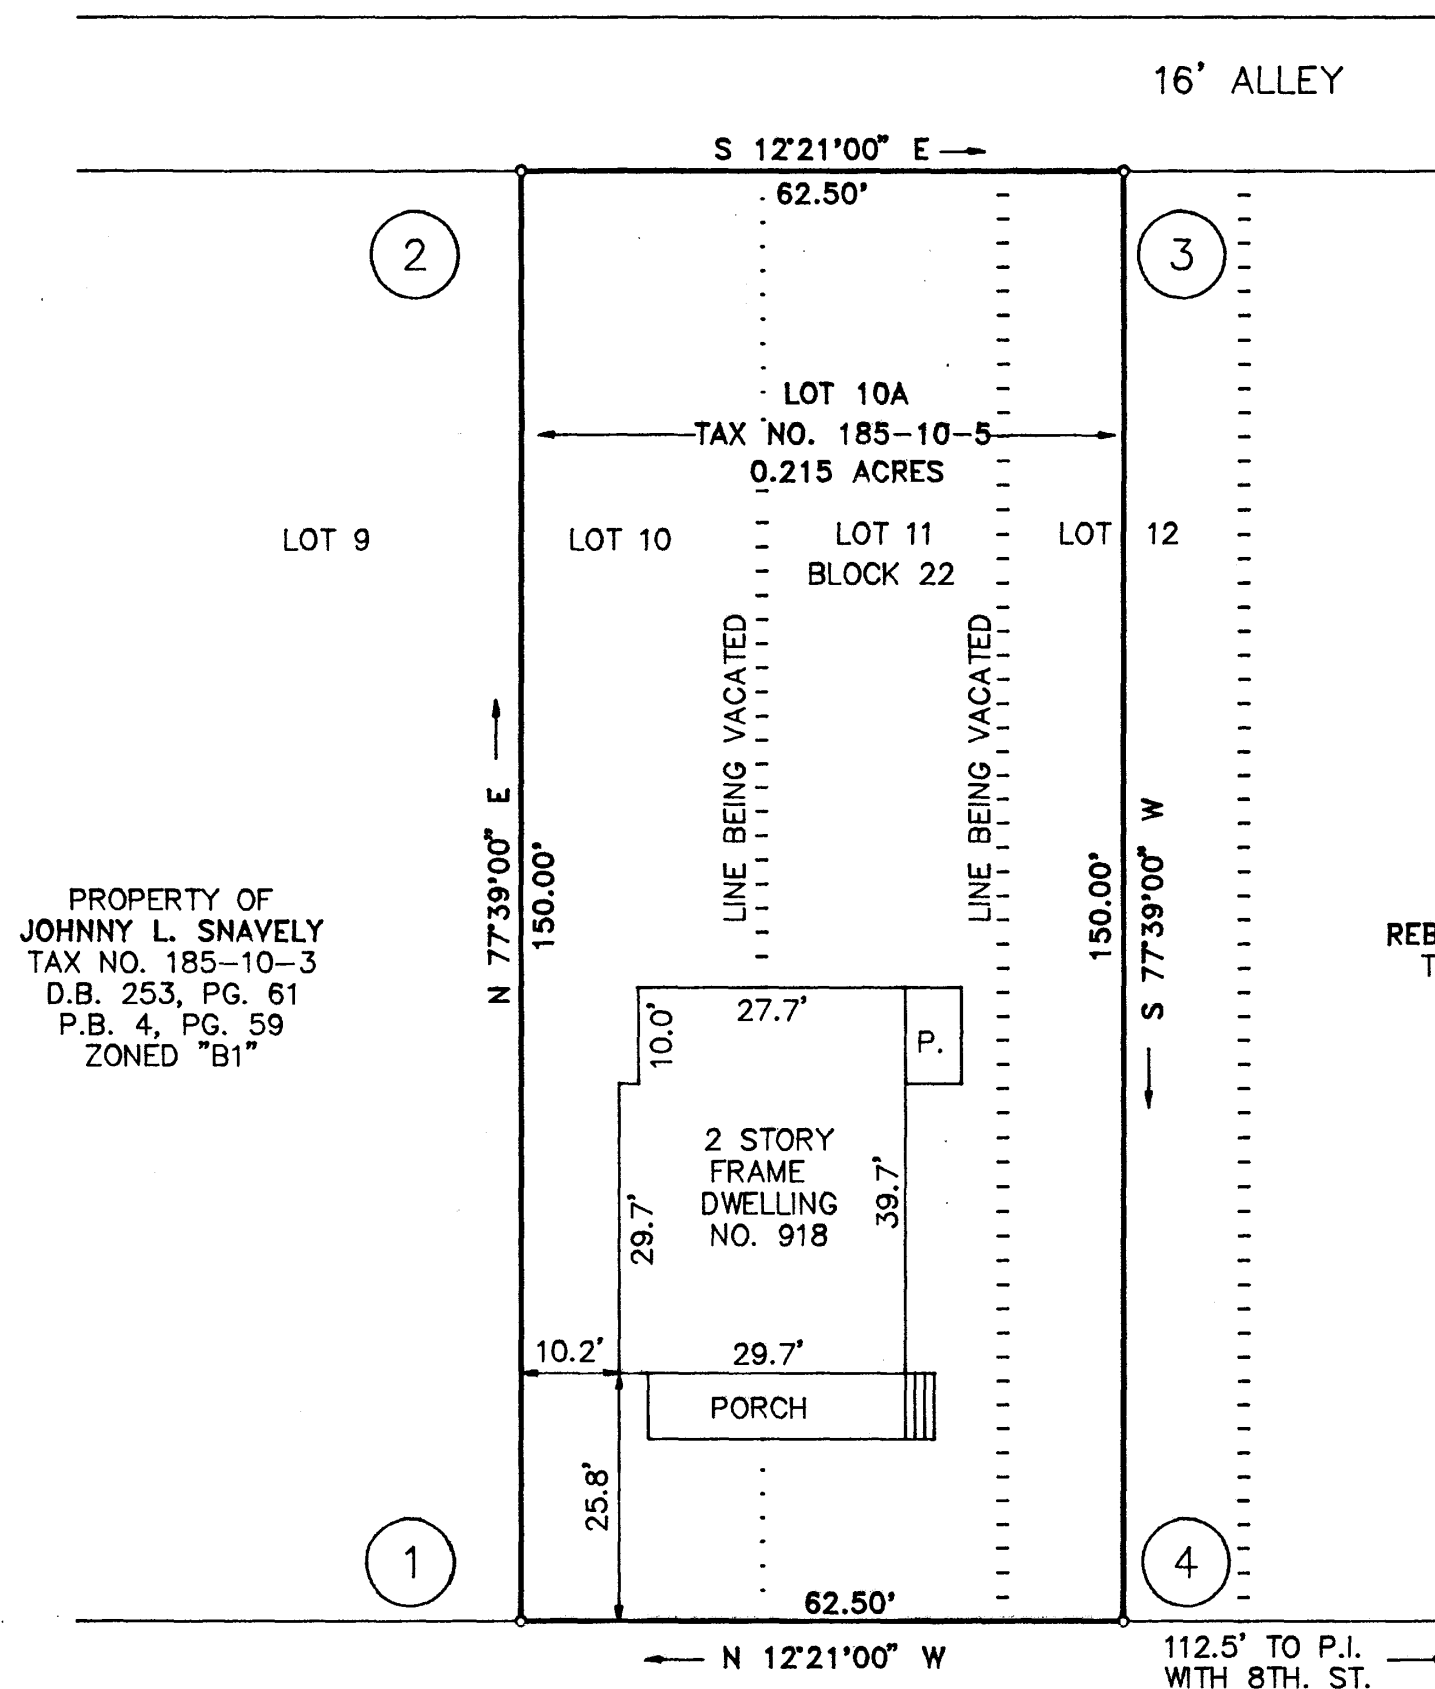 16' ALLEY
S 12°21'00" E
62.50'
2
3
LOT 10A
TAX NO. 185-10-5
0.215 ACRES
LOT 9
LOT 10
LOT 11
BLOCK 22
LOT 12
LINE BEING VACATED
LINE BEING VACATED
N 77°39'00" E
150.00'
150.00'
S 77°39'00" W
PROPERTY OF
JOHNNY L. SNAVELY
TAX NO. 185-10-3
D.B. 253, PG. 61
P.B. 4, PG. 59
ZONED "B1"
REB
T
27.7'
10.0'
P.
2 STORY
FRAME
DWELLING
NO. 918
29.7'
39.7'
10.2'
29.7'
PORCH
25.8'
1
4
62.50'
N 12°21'00" W
112.5' TO P.I.
WITH 8TH. ST.